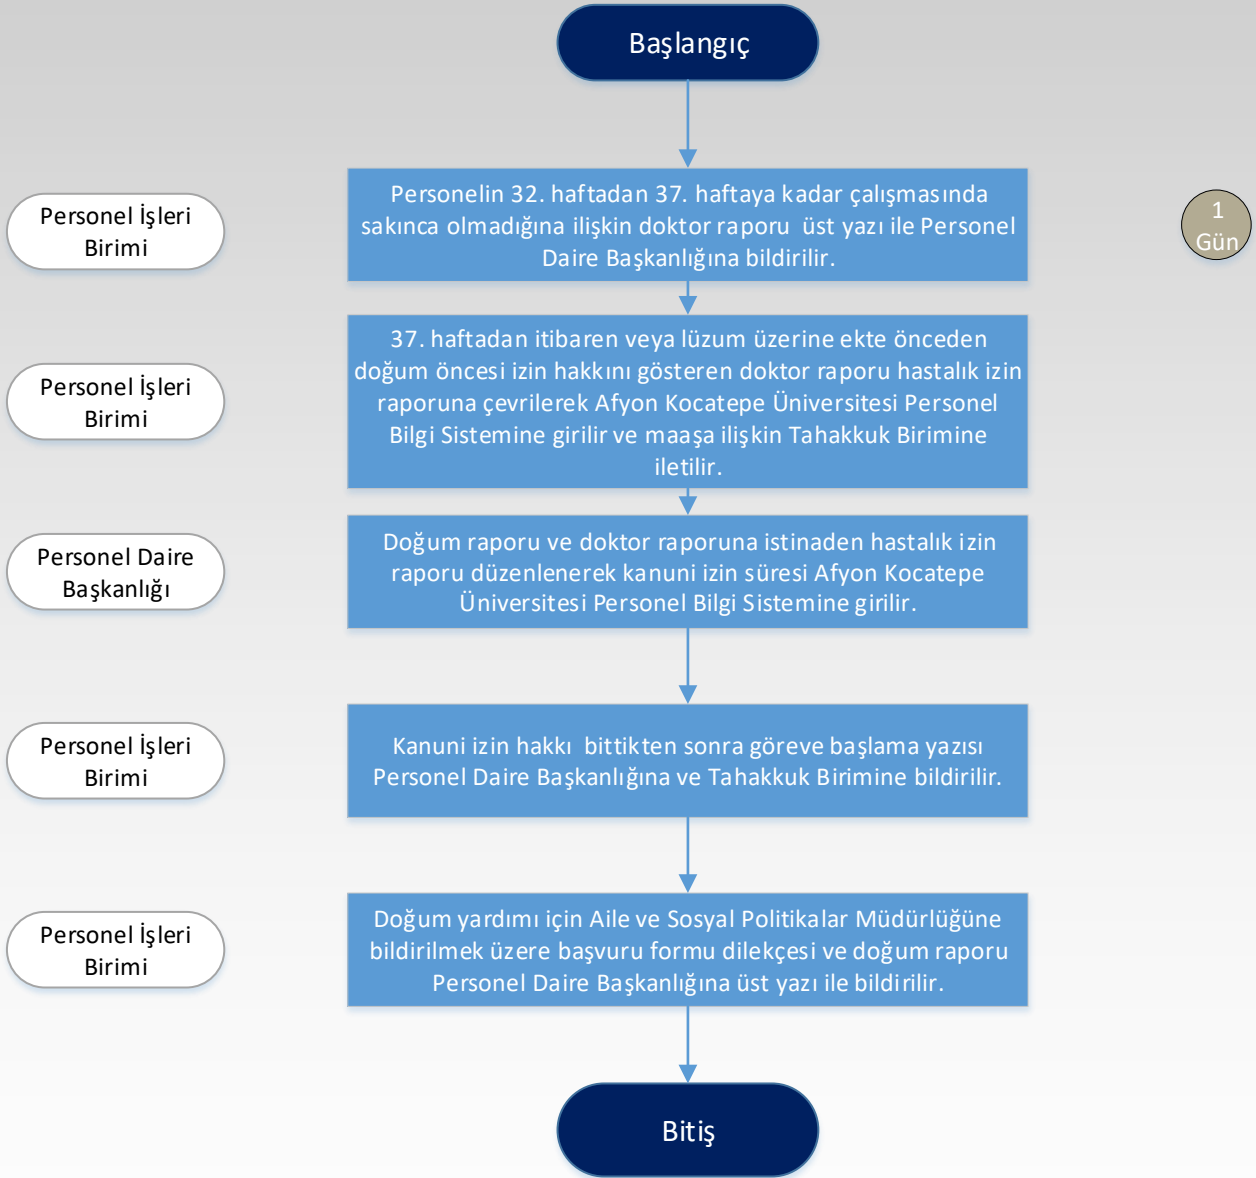 Başlangıç
Personel İşleri
Birimi
Personelin 32. haftadan 37. haftaya kadar çalışmasında
sakınca olmadığına ilişkin doktor raporu üst yazı ile Personel
Daire Başkanlığına bildirilir.
1
Gün
Personel İşleri
Birimi
37. haftadan itibaren veya lüzum üzerine ekte önceden
doğum öncesi izin hakkını gösteren doktor raporu hastalık izin
raporuna çevrilerek Afyon Kocatepe Üniversitesi Personel
Bilgi Sistemine girilir ve maaşa ilişkin Tahakkuk Birimine
iletilir.
Personel Daire
Başkanlığı
Doğum raporu ve doktor raporuna istinaden hastalık izin
raporu düzenlenerek kanuni izin süresi Afyon Kocatepe
Üniversitesi Personel Bilgi Sistemine girilir.
Personel İşleri
Birimi
Kanuni izin hakkı bittikten sonra göreve başlama yazısı
Personel Daire Başkanlığına ve Tahakkuk Birimine bildirilir.
Personel İşleri
Birimi
Doğum yardımı için Aile ve Sosyal Politikalar Müdürlüğüne
bildirilmek üzere başvuru formu dilekçesi ve doğum raporu
Personel Daire Başkanlığına üst yazı ile bildirilir.
Bitiş